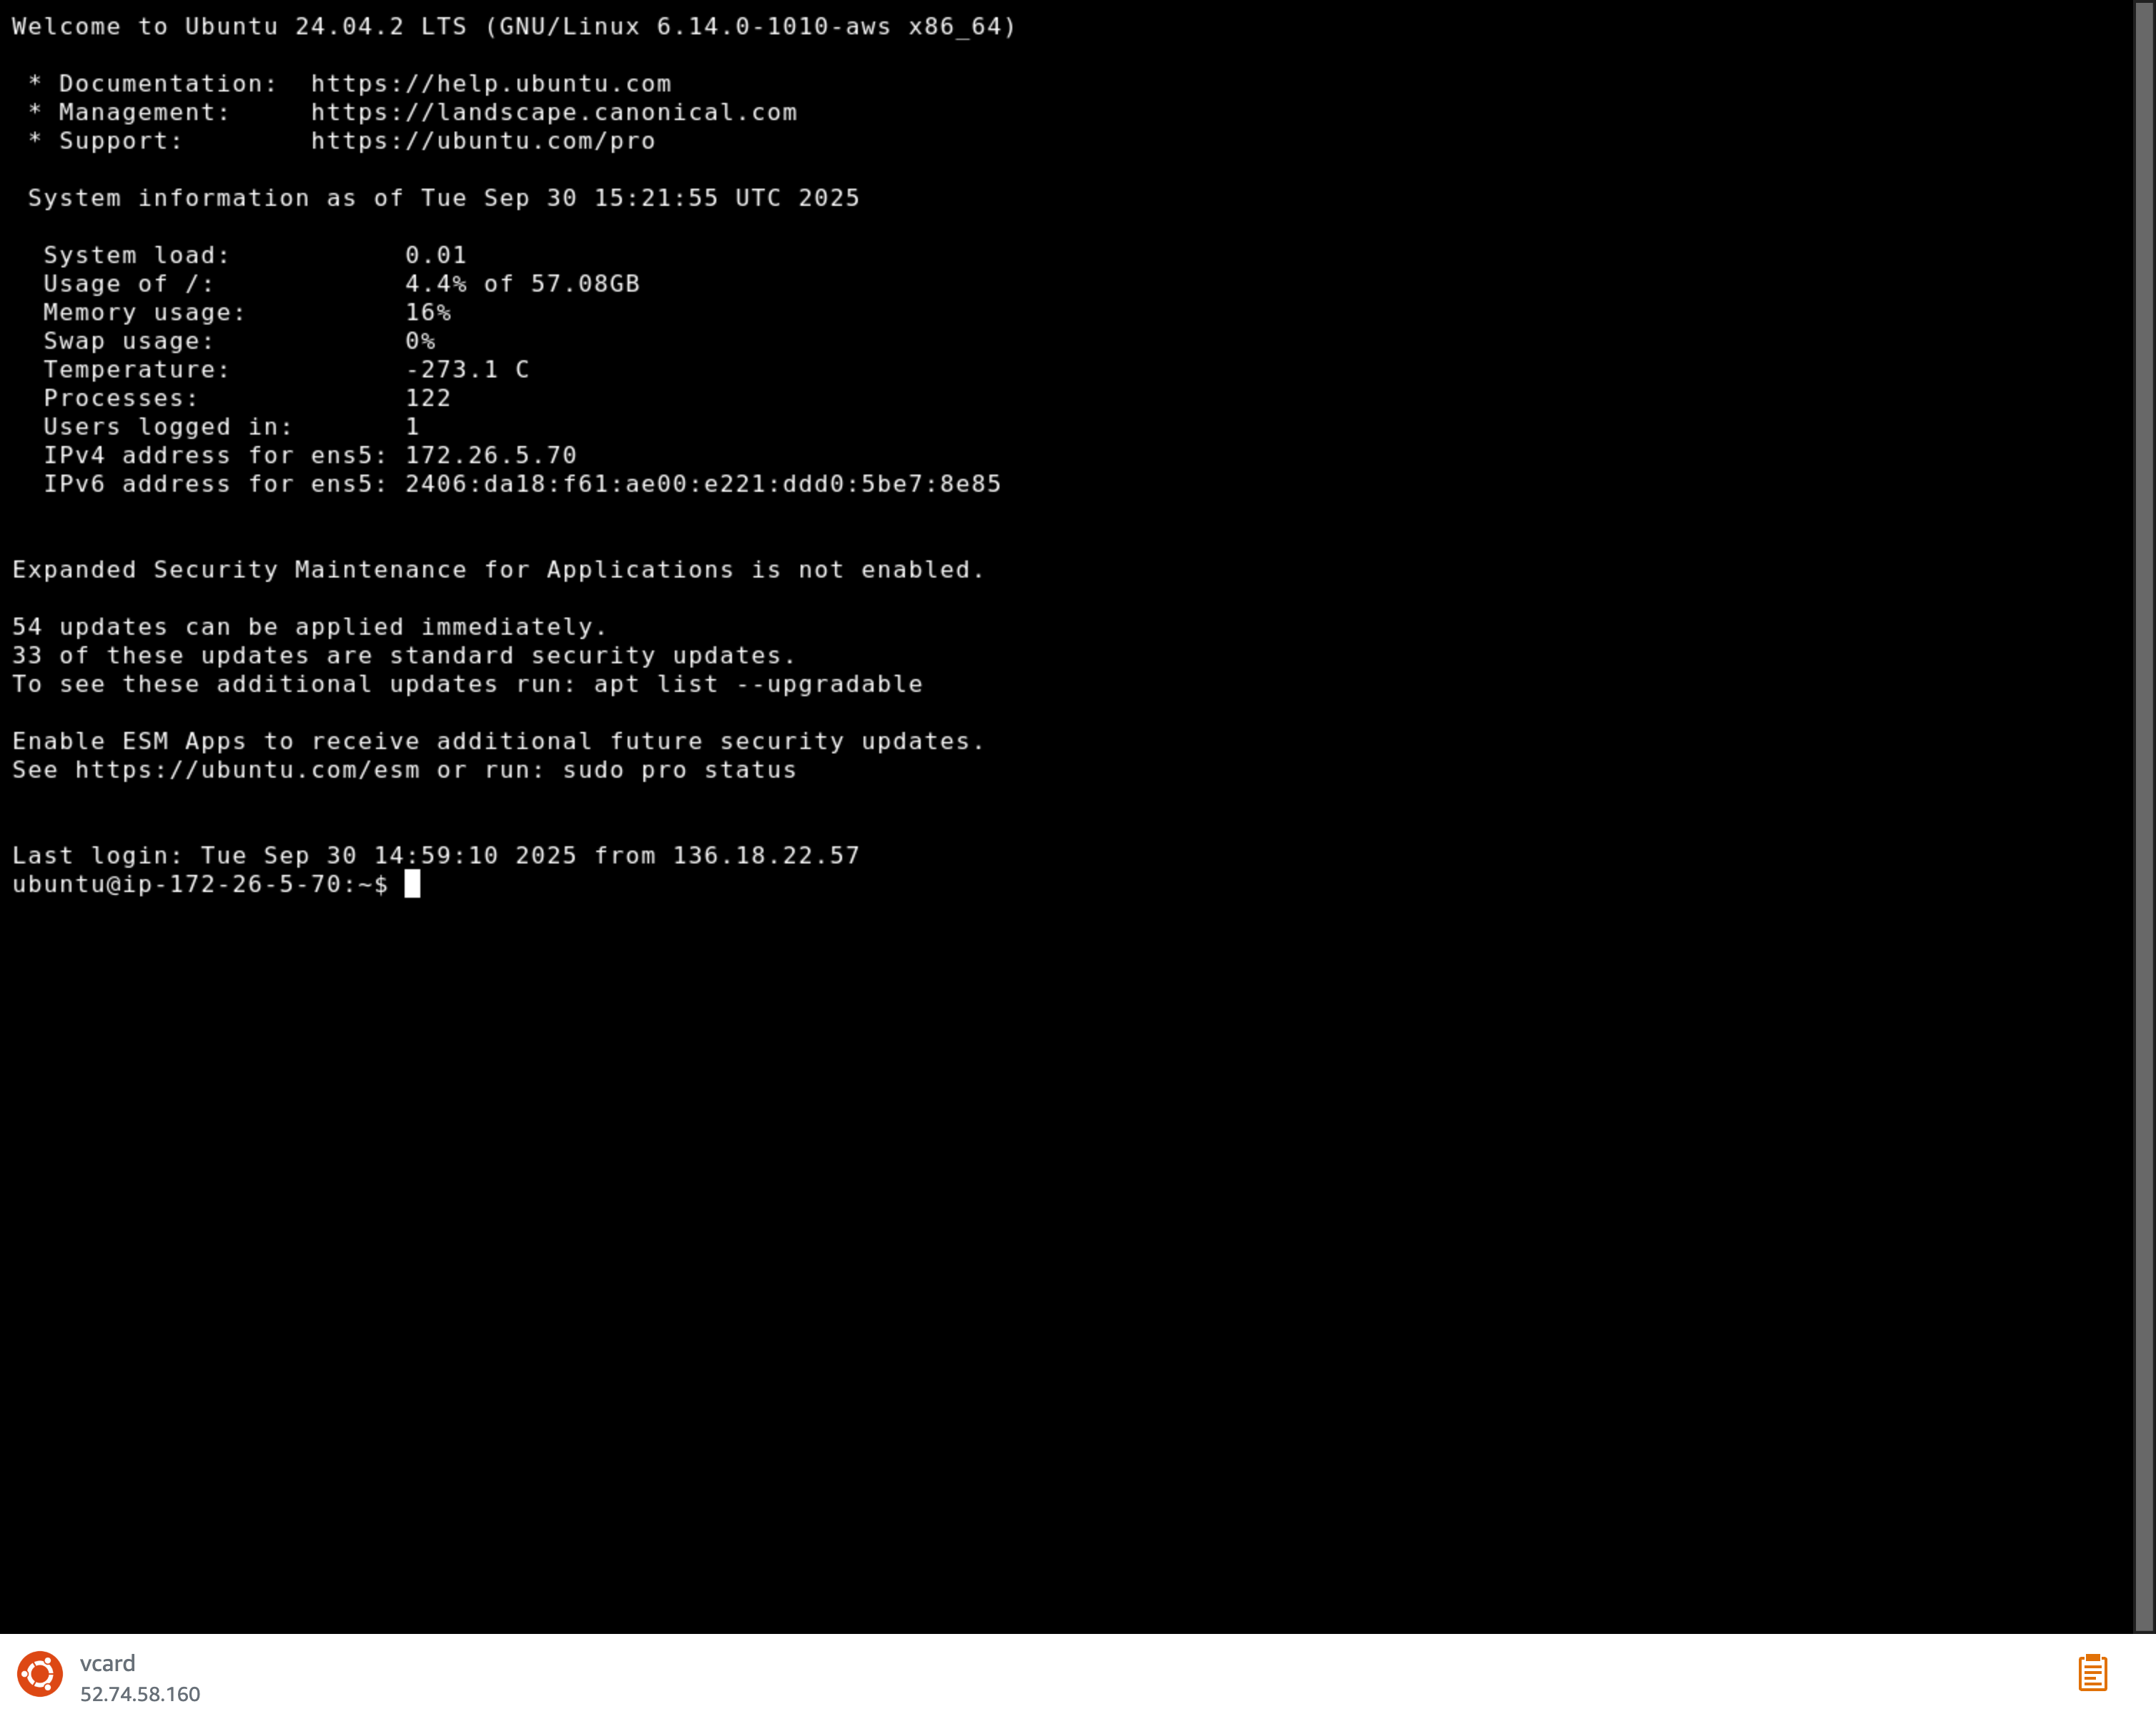 Welcome to Ubuntu 24.04.2 LTS (GNU/Linux 6.14.0-1010-aws x86_64)
* Documentation:  https://help.ubuntu.com
* Management:     https://landscape.canonical.com
* Support:        https://ubuntu.com/pro
System information as of Tue Sep 30 15:21:55 UTC 2025
System load:           0.01
Usage of /:            4.4% of 57.08GB
Memory usage:          16%
Swap usage:            0%
Temperature:           -273.1 C
Processes:             122
Users logged in:       1
IPv4 address for ens5: 172.26.5.70
IPv6 address for ens5: 2406:da18:f61:ae00:e221:ddd0:5be7:8e85
Expanded Security Maintenance for Applications is not enabled.
54 updates can be applied immediately.
33 of these updates are standard security updates.
To see these additional updates run: apt list --upgradable
Enable ESM Apps to receive additional future security updates.
See https://ubuntu.com/esm or run: sudo pro status
Last login: Tue Sep 30 14:59:10 2025 from 136.18.22.57
ubuntu@ip-172-26-5-70:~$
vcard
52.74.58.160